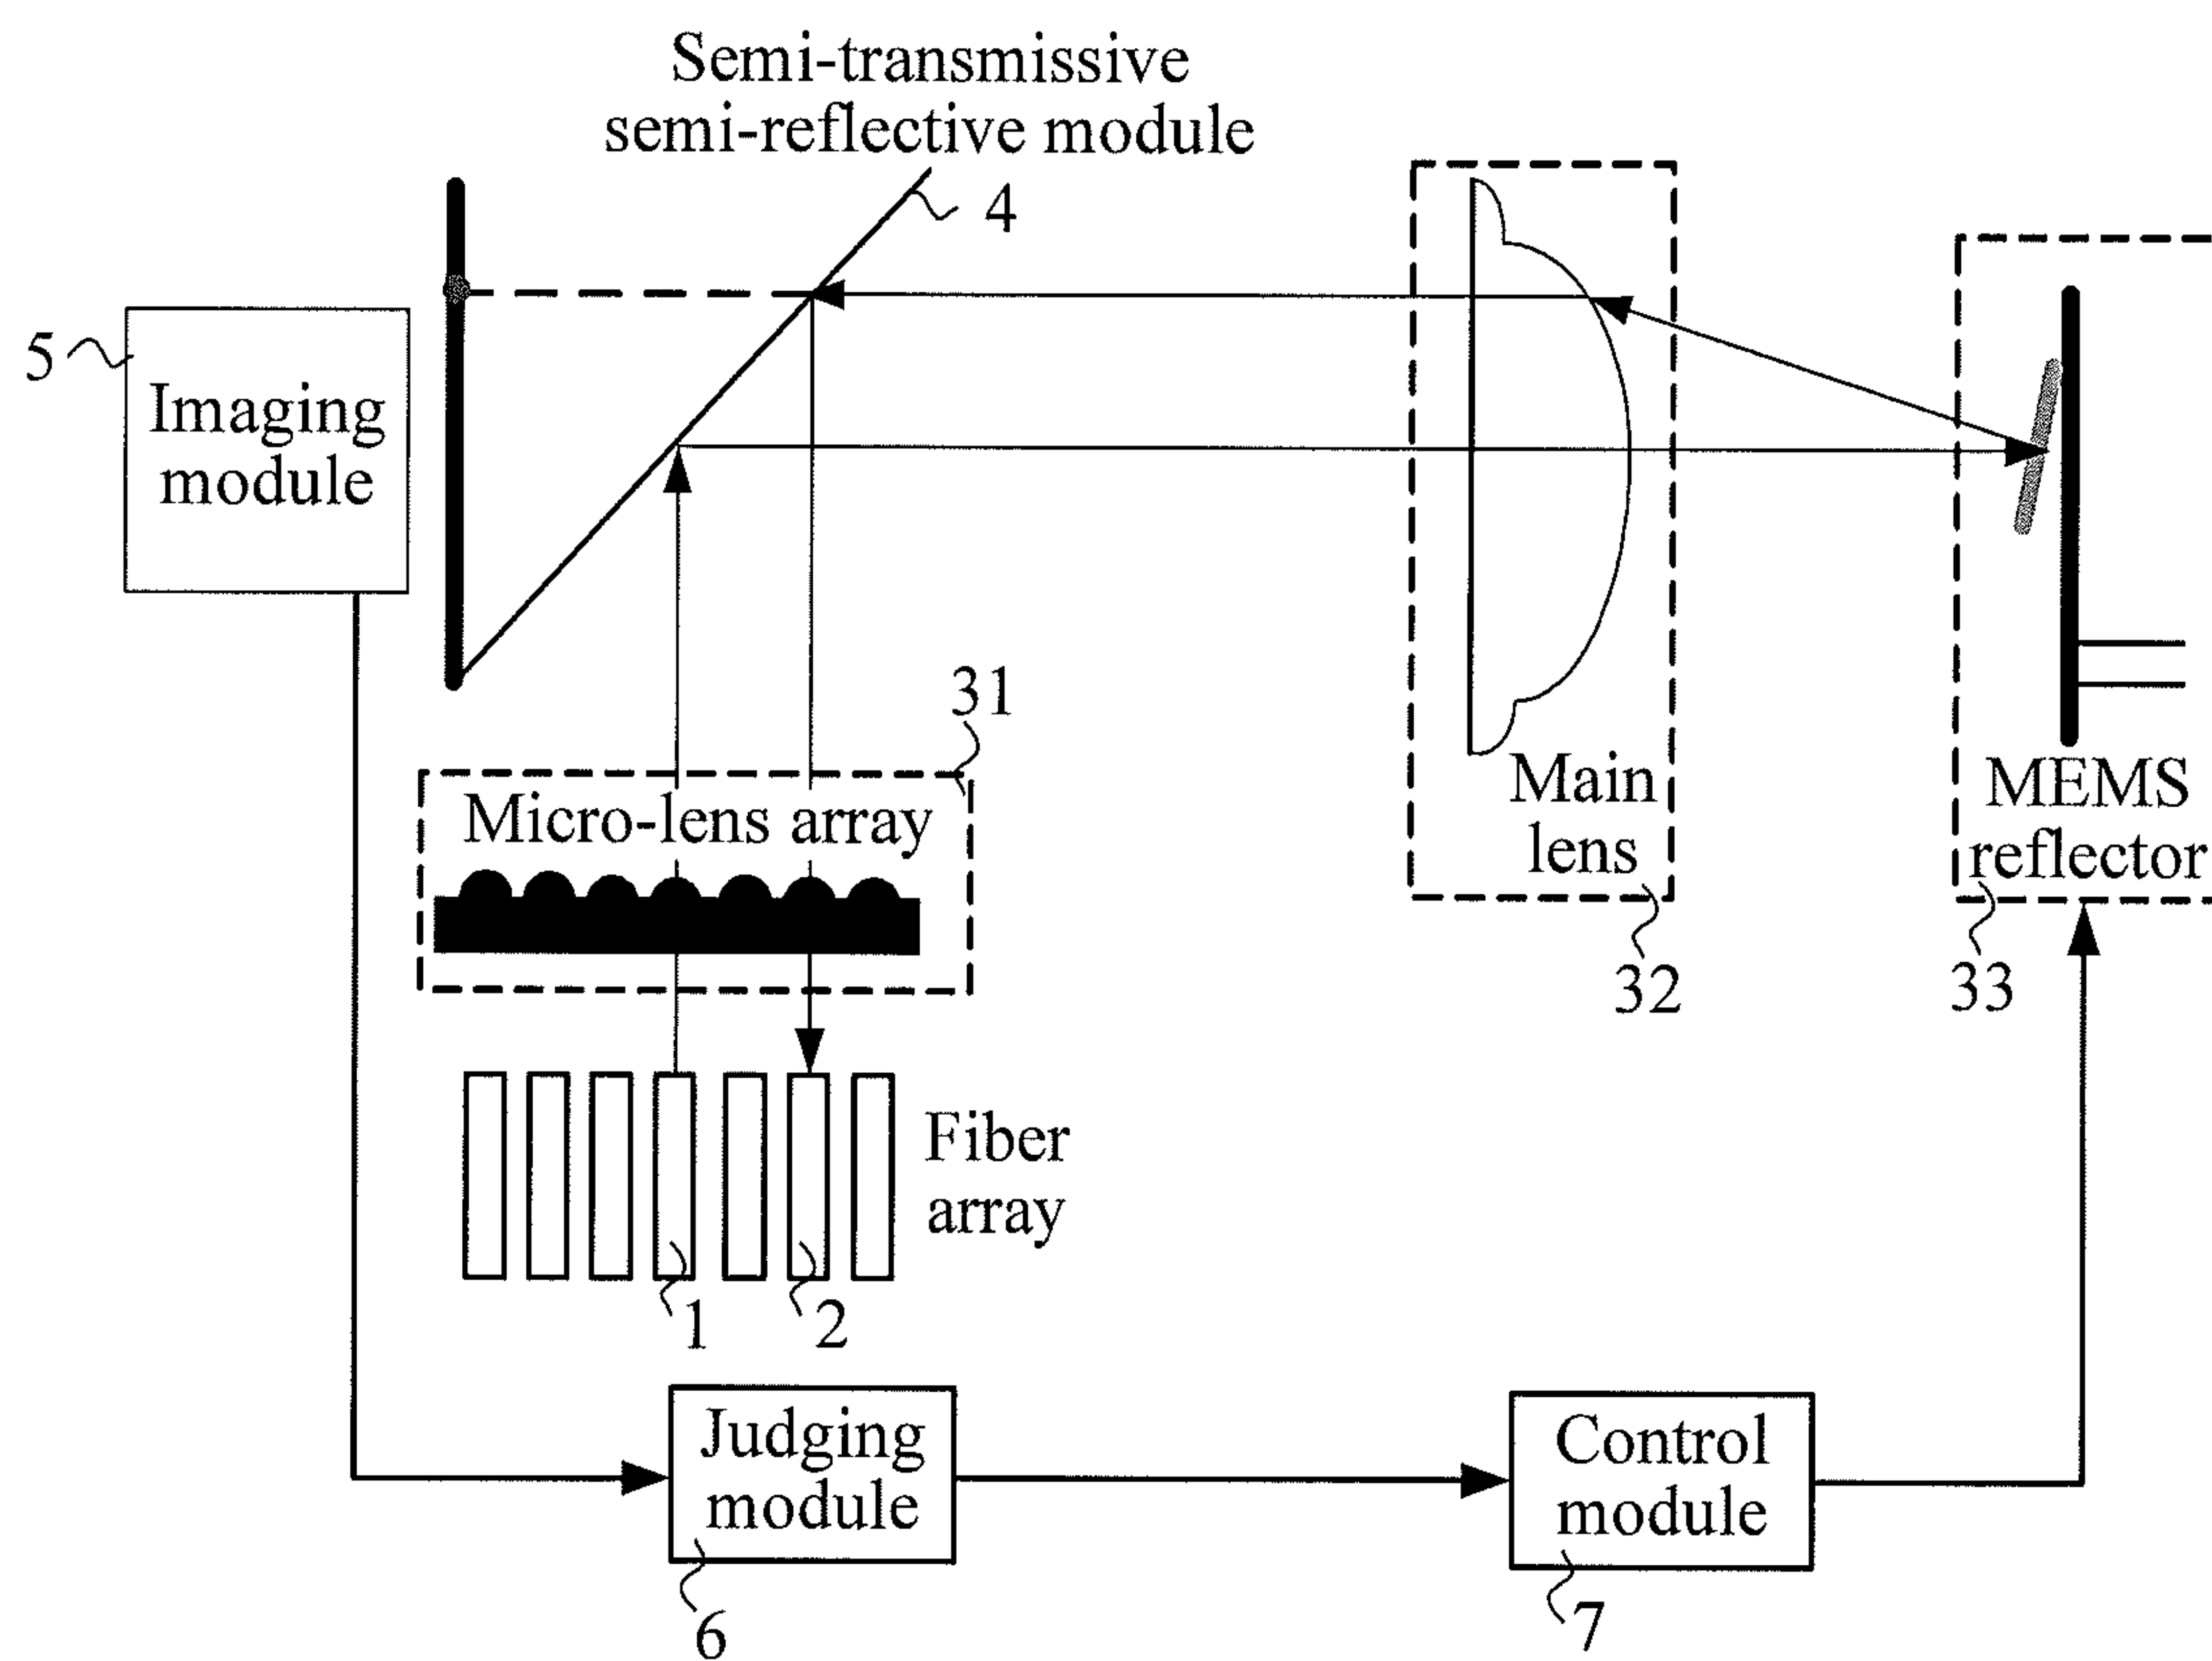 Semi-transmissive
semi-reflective module
4
5
Imaging
module
31
Micro-lens array
Main
lens
32
MEMS
reflector
33
Fiber
array
1
2
Judging
module
6
Control
module
7